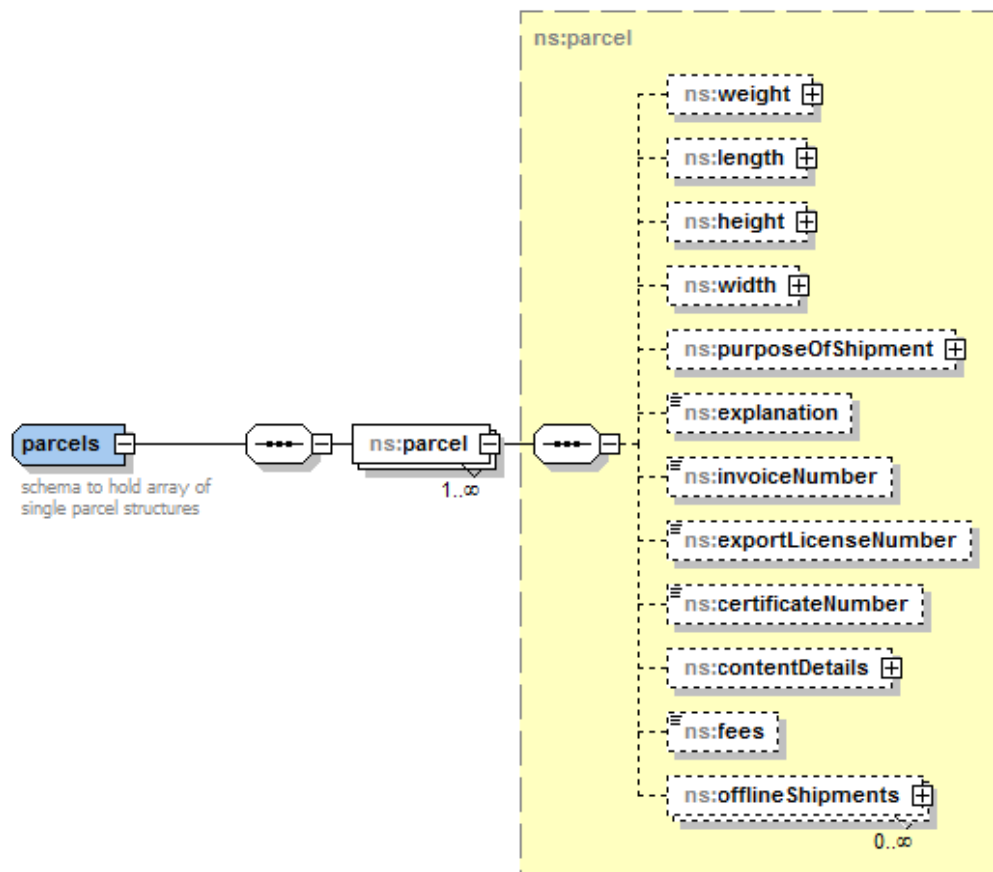 ns:parcel
ns:weight
ns:length
ns:height
ns:width
ns:purposeOfShipment
ns:explanation
parcels
ns:parcel
1..∞
schema to hold array of
single parcel structures
ns:invoiceNumber
ns:exportLicenseNumber
ns:certificateNumber
ns:contentDetails
ns:fees
ns:offlineShipments
0..∞